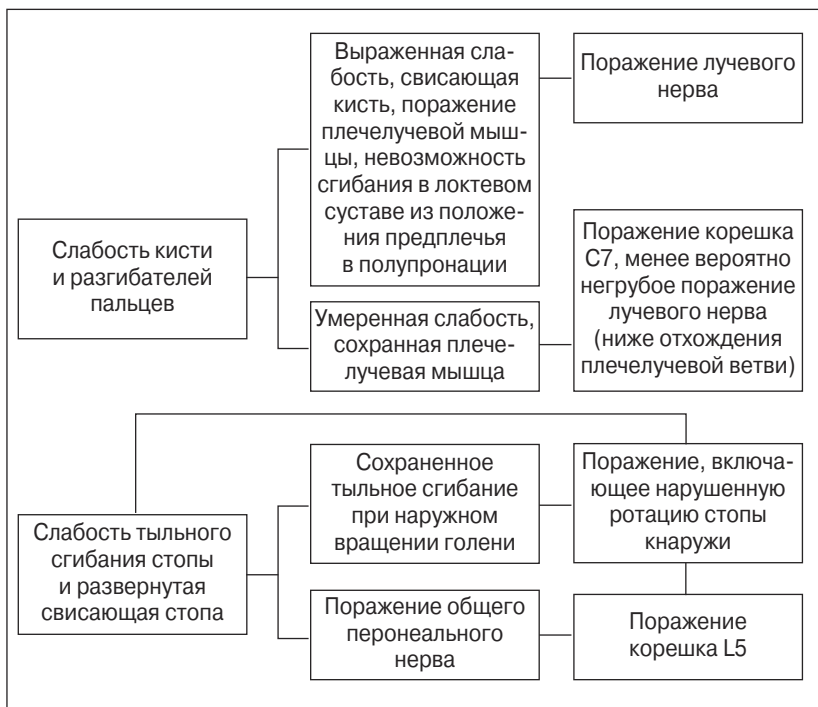 Выраженная сла-
бость, свисающая
кисть, поражение
плечелучевой мыш-
цы, невозможность
сгибания в локтевом
суставе из положе-
ния предплечья
в полупронации
Поражение лучевого
нерва
Слабость кисти
и разгибателей
пальцев
Умеренная слабость,
сохранная плече-
лучевая мышца
Поражение корешка
С7, менее вероятно
негрубое поражение
лучевого нерва
(ниже отхождения
плечелучевой ветви)
Слабость тыльного
сгибания стопы
и развернутая
свисающая стопа
Сохраненное
тыльное сгибание
при наружном
вращении голени
Поражение, включа-
ющее нарушенную
ротацию стопы
кнаружи
Поражение общего
перонеального
нерва
Поражение
корешка L5